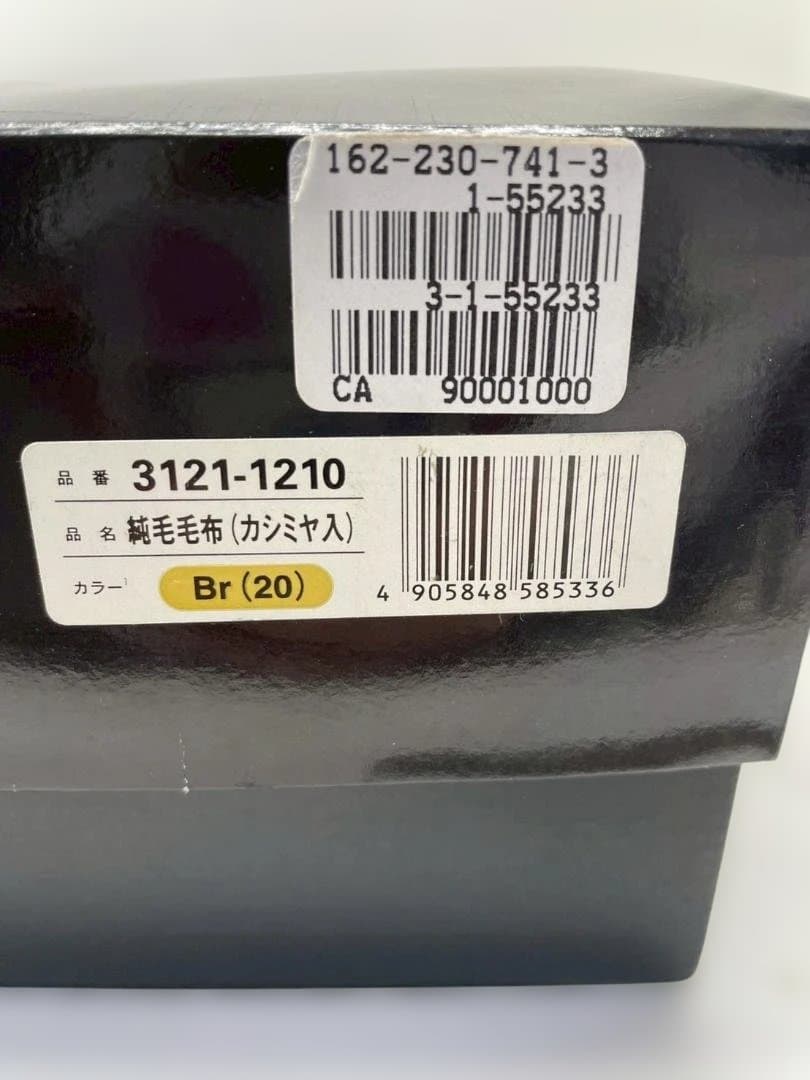 162-230-741-3
1-55233
3-1-55233
CA 90001000
品番 3121-1210
品名 純毛毛布(カシミヤ入)
カラー Br(20)
4 905848 585336